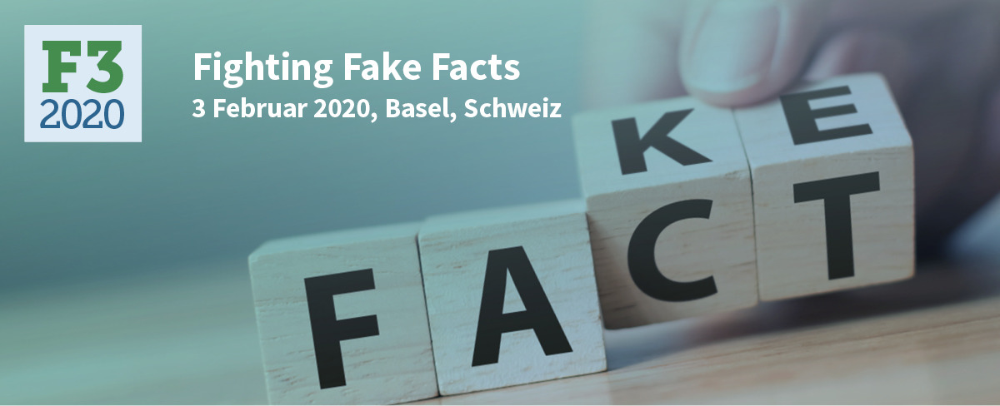 F3
2020
Fighting Fake Facts
3 Februar 2020, Basel, Schweiz
K E
F A C T